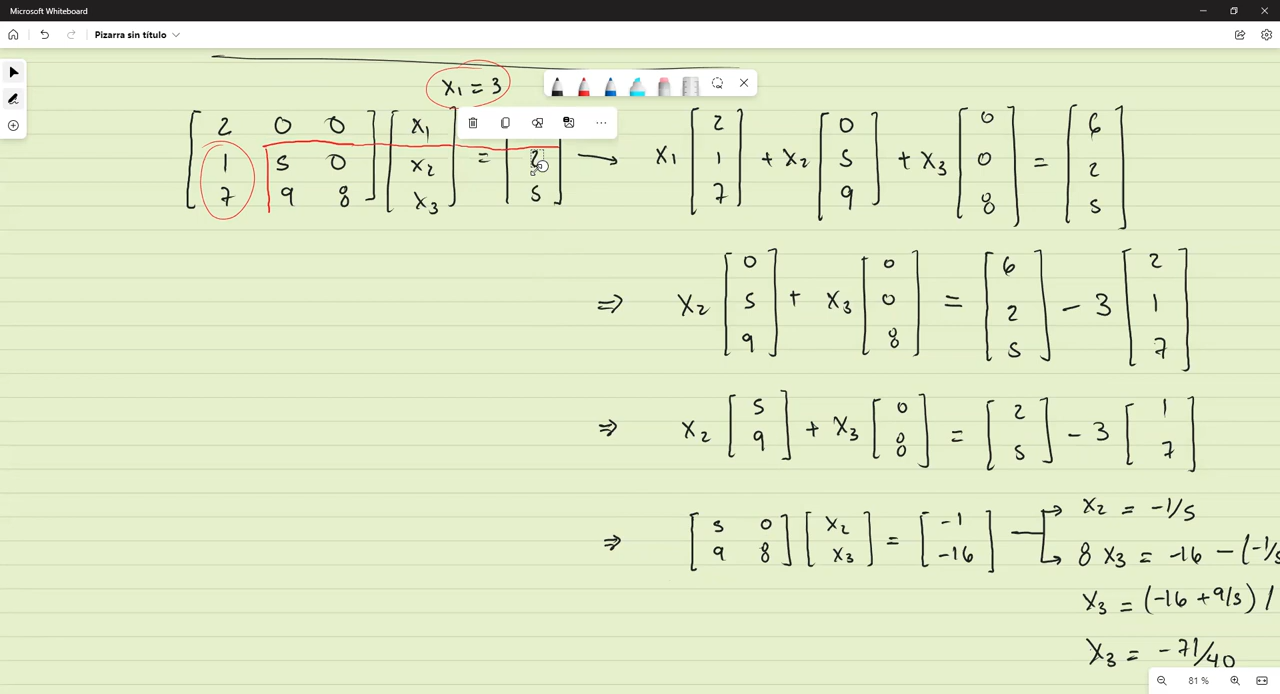 Microsoft Whiteboard
Pizarra sin título
x₁ = 3
[2 0 0; 1 5 0; 7 9 8] [x₁; x₂; x₃] = [2; 5] → x₁ [2; 1; 7] + x₂ [0; 5; 9] + x₃ [0; 0; 8] = [6; 2; 5]
⇒ x₂ [0; 5; 9] + x₃ [0; 0; 8] = [6; 2; 5] - 3 [2; 1; 7]
⇒ x₂ [5; 9] + x₃ [0; 8] = [2; 5] - 3 [1; 7]
⇒ [5 0; 9 8] [x₂; x₃] = [-1; -16]
x₂ = -1/5
8 x₃ = -16 - (-1/5
x₃ = (-16 + 9/5) /
x₃ = -71/40
81 %